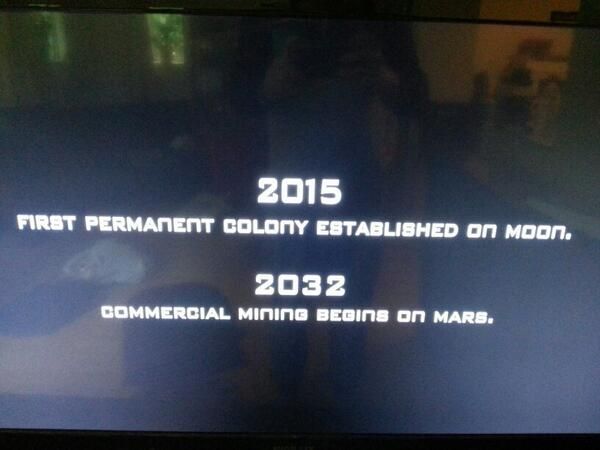 2015
FIRST PERMANENT COLONY ESTABLISHED ON MOON.
2032
COMMERCIAL MINING BEGINS ON MARS.